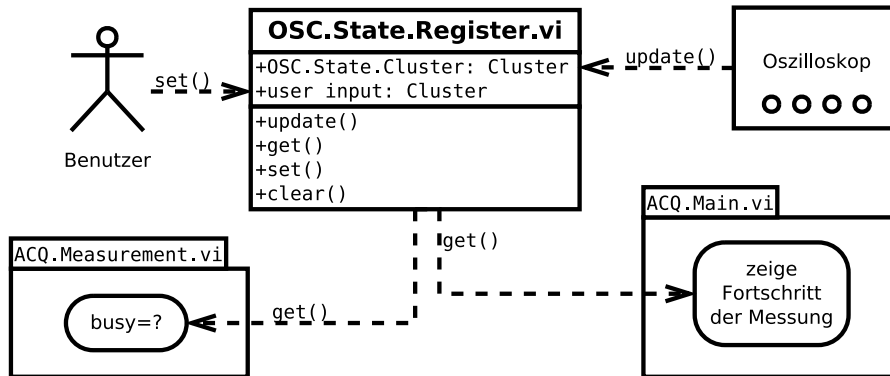 OSC.State.Register.vi
+OSC.State.Cluster: Cluster
+user input: Cluster
+update()
+get()
+set()
+clear()
set()
Benutzer
update()
Oszilloskop
get()
ACQ.Main.vi
zeige
Fortschritt
der Messung
ACQ.Measurement.vi
busy=?
get()